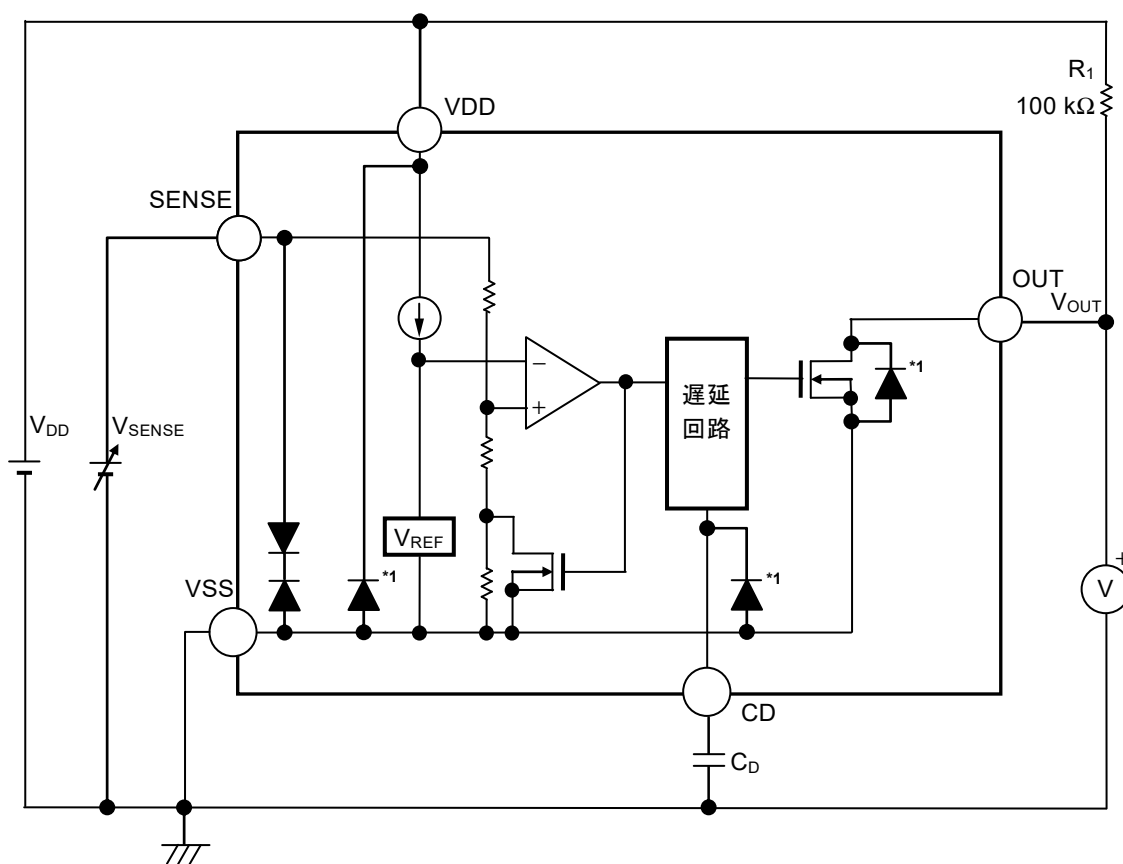 R1
100 kΩ
VDD
SENSE
OUT
VOUT
−
+
遅延
回路
*1
VDD
VSENSE
VREF
*1
*1
VSS
+
V
CD
CD